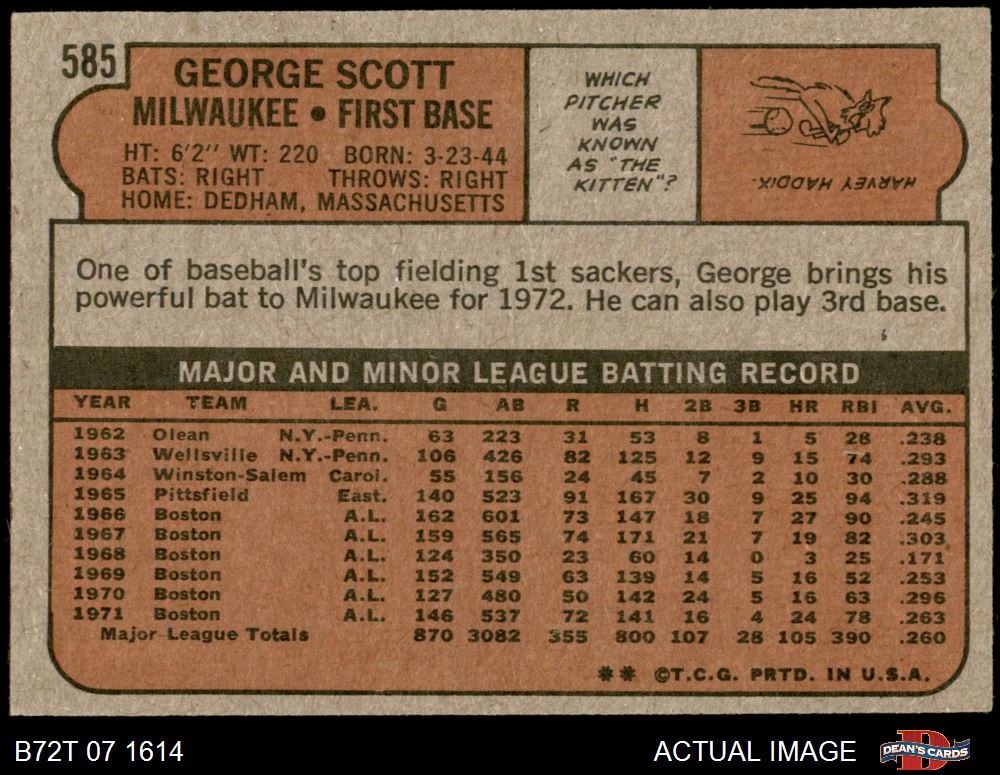 585
GEORGE SCOTT
MILWAUKEE • FIRST BASE
HT: 6'2" WT: 220 BORN: 3-23-44
BATS: RIGHT THROWS: RIGHT
HOME: DEDHAM, MASSACHUSETTS
WHICH
PITCHER
WAS
KNOWN
AS "THE
KITTEN"?
HARVEY HADDIX.
One of baseball's top fielding 1st sackers, George brings his
powerful bat to Milwaukee for 1972. He can also play 3rd base.
MAJOR AND MINOR LEAGUE BATTING RECORD
YEAR TEAM LEA. G AB R H 2B 3B HR RBI AVG.
1962 Olean N.Y.-Penn. 63 223 31 53 8 1 5 28 .238
1963 Wellsville N.Y.-Penn. 106 426 82 125 12 9 15 74 .293
1964 Winston-Salem Carol. 55 156 24 45 7 2 10 30 .288
1965 Pittsfield East. 140 523 91 167 30 9 25 94 .319
1966 Boston A.L. 162 601 73 147 18 7 27 90 .245
1967 Boston A.L. 159 565 74 171 21 7 19 82 .303
1968 Boston A.L. 124 350 23 60 14 0 3 25 .171
1969 Boston A.L. 152 549 63 139 14 5 16 52 .253
1970 Boston A.L. 127 480 50 142 24 5 16 63 .296
1971 Boston A.L. 146 537 72 141 16 4 24 78 .263
Major League Totals 870 3082 355 800 107 28 105 390 .260
** ©T.C.G. PRTD. IN U.S.A.
B72T 07 1614 ACTUAL IMAGE DEAN'S CARDS